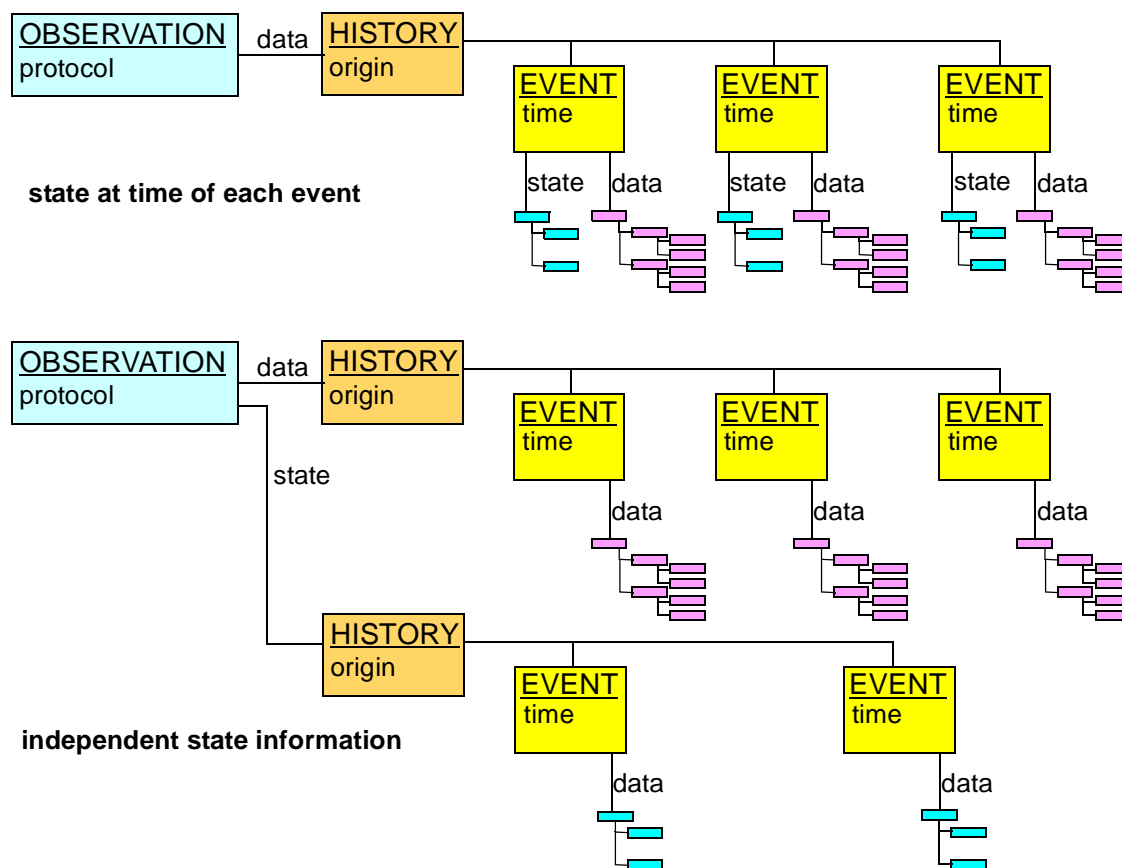 OBSERVATION
protocol
data
HISTORY
origin
EVENT
time
EVENT
time
EVENT
time
state at time of each event
state
data
state
data
state
data
OBSERVATION
protocol
data
HISTORY
origin
EVENT
time
EVENT
time
EVENT
time
state
data
data
data
HISTORY
origin
EVENT
time
EVENT
time
independent state information
data
data